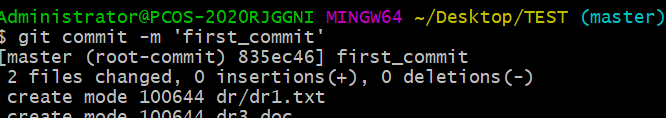 Administrator@PCOS-2020RJGGNI MINGW64 ~/Desktop/TEST (master)
$ git commit -m 'first_commit'
[master (root-commit) 835ec46] first_commit
 2 files changed, 0 insertions(+), 0 deletions(-)
 create mode 100644 dr/dr1.txt
 create mode 100644 dr3.doc